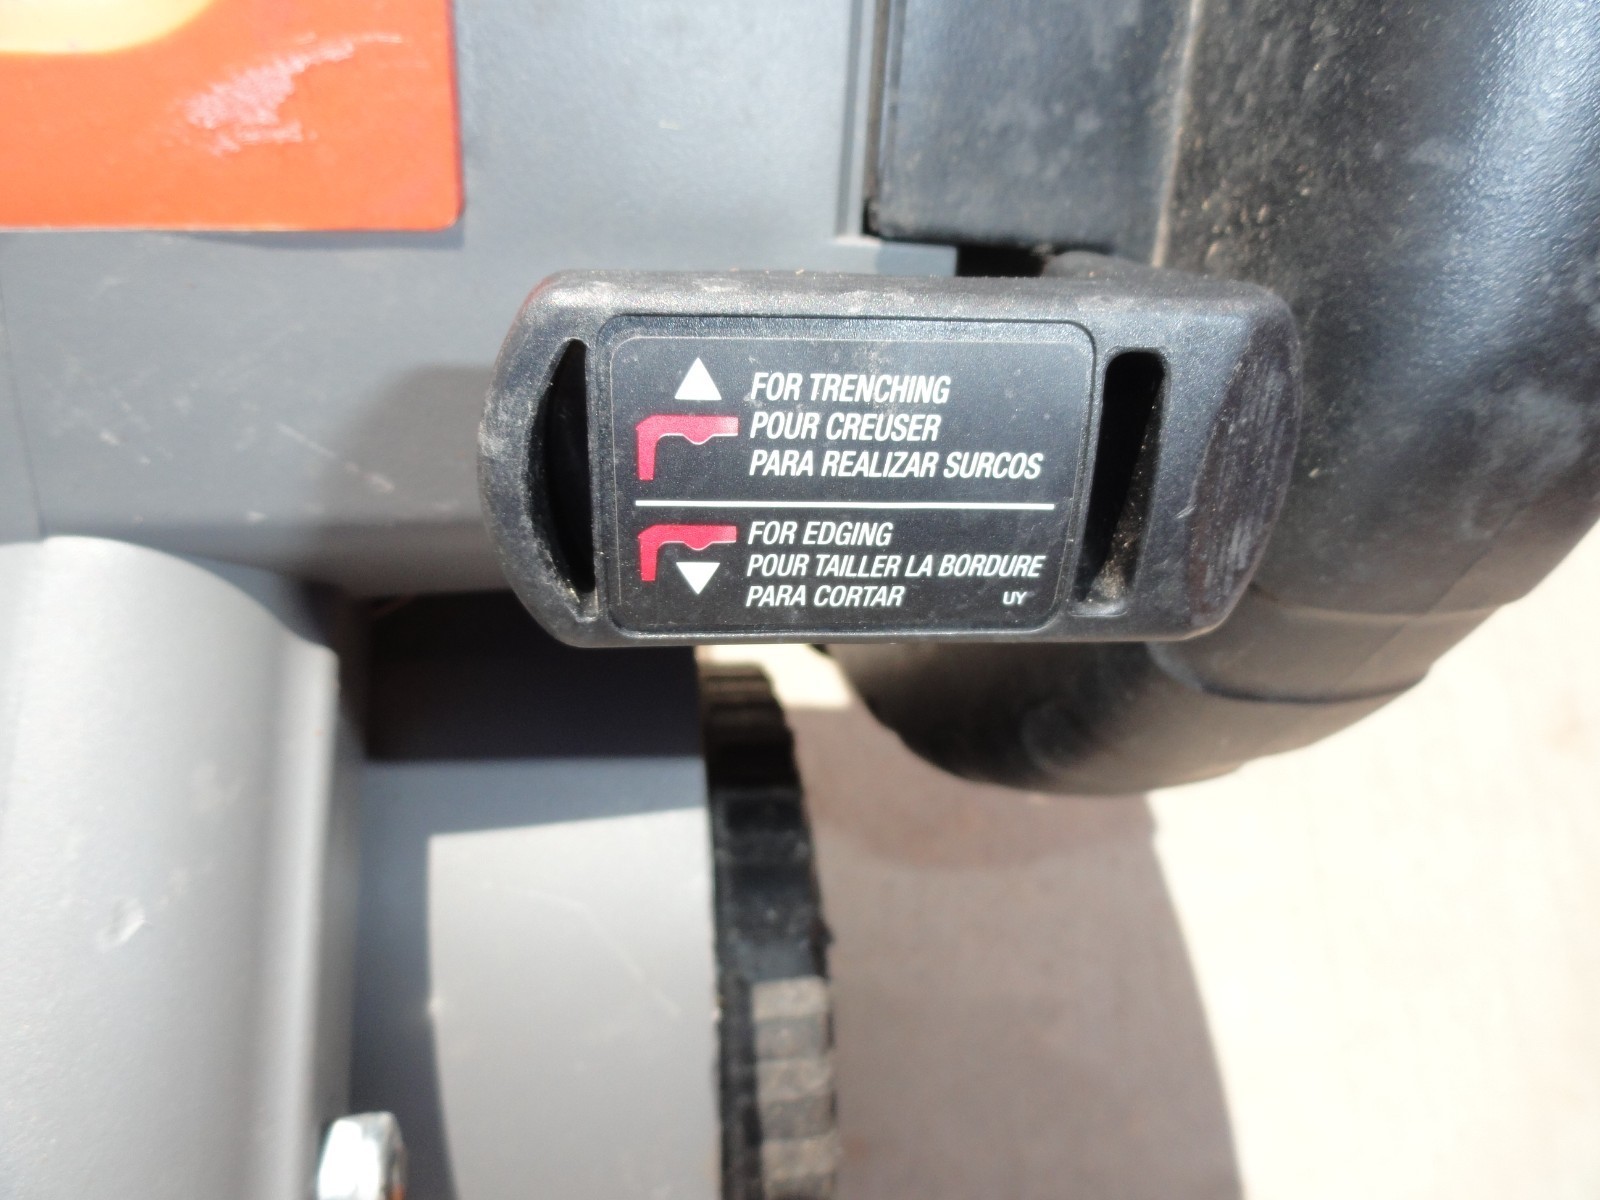 FOR TRENCHING
POUR CREUSER
PARA REALIZAR SURCOS
FOR EDGING
POUR TAILLER LA BORDURE
PARA CORTAR UY